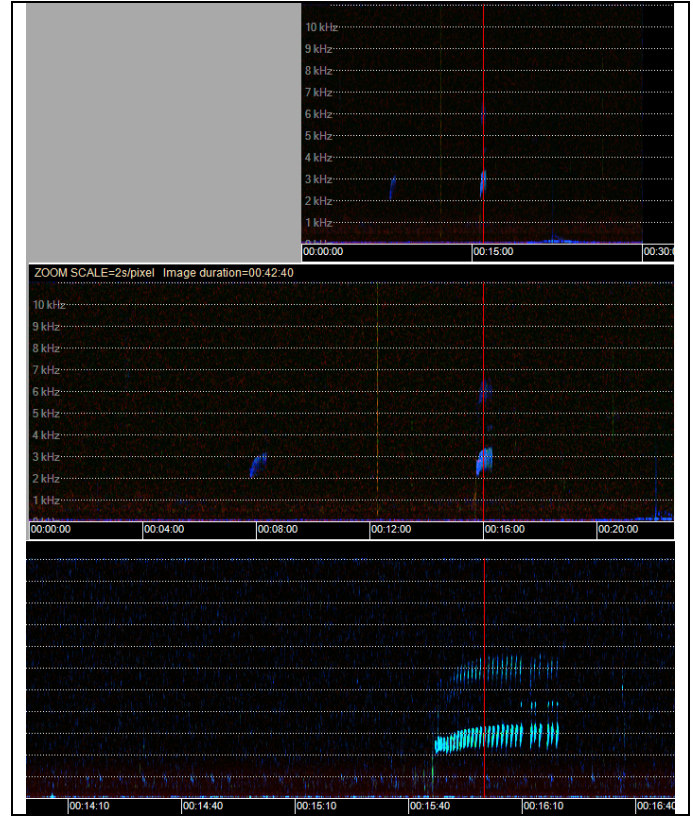 10 kHz
9 kHz
8 kHz
7 kHz
6 kHz
5 kHz
4 kHz
3 kHz
2 kHz
1 kHz
00:00:00 00:15:00 00:30:
ZOOM SCALE=2s/pixel Image duration=00:42:40
10 kHz
9 kHz
8 kHz
7 kHz
6 kHz
5 kHz
4 kHz
3 kHz
2 kHz
1 kHz
00:00:00 00:04:00 00:08:00 00:12:00 00:16:00 00:20:00
00:14:10 00:14:40 00:15:10 00:15:40 00:16:10 00:16:40